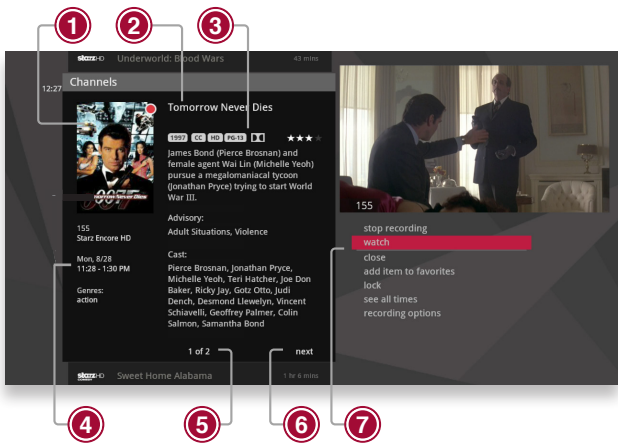 1
2
3
starz HD Underworld: Blood Wars 43 mins
12:27
Channels
Tomorrow Never Dies
1997 CC HD PG-13
James Bond (Pierce Brosnan) and
female agent Wai Lin (Michelle Yeoh)
pursue a megalomaniacal tycoon
(Jonathan Pryce) trying to start World
War III.
007
Tomorrow Never Dies
155
Starz Encore HD
Mon, 8/28
11:28 - 1:30 PM
Genres:
action
Advisory:
Adult Situations, Violence
Cast:
Pierce Brosnan, Jonathan Pryce,
Michelle Yeoh, Teri Hatcher, Joe Don
Baker, Ricky Jay, Gotz Otto, Judi
Dench, Desmond Llewelyn, Vincent
Schiavelli, Geoffrey Palmer, Colin
Salmon, Samantha Bond
1 of 2 next
155
stop recording
watch
close
add item to favorites
lock
see all times
recording options
starz HD Sweet Home Alabama 1 hr 6 mins
4
5
6
7